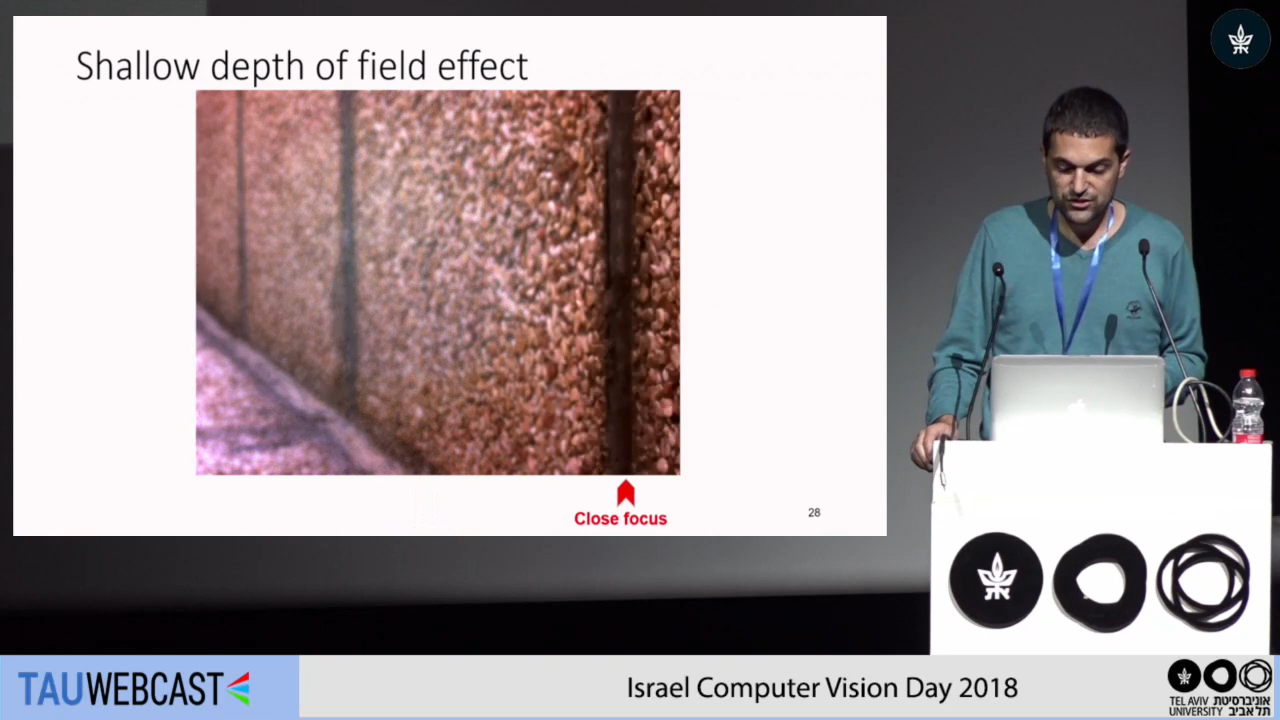 Shallow depth of field effect
Close focus
28
TAUWEBCAST
Israel Computer Vision Day 2018
TEL AVIV אוניברסיטת
UNIVERSITY תל אביב